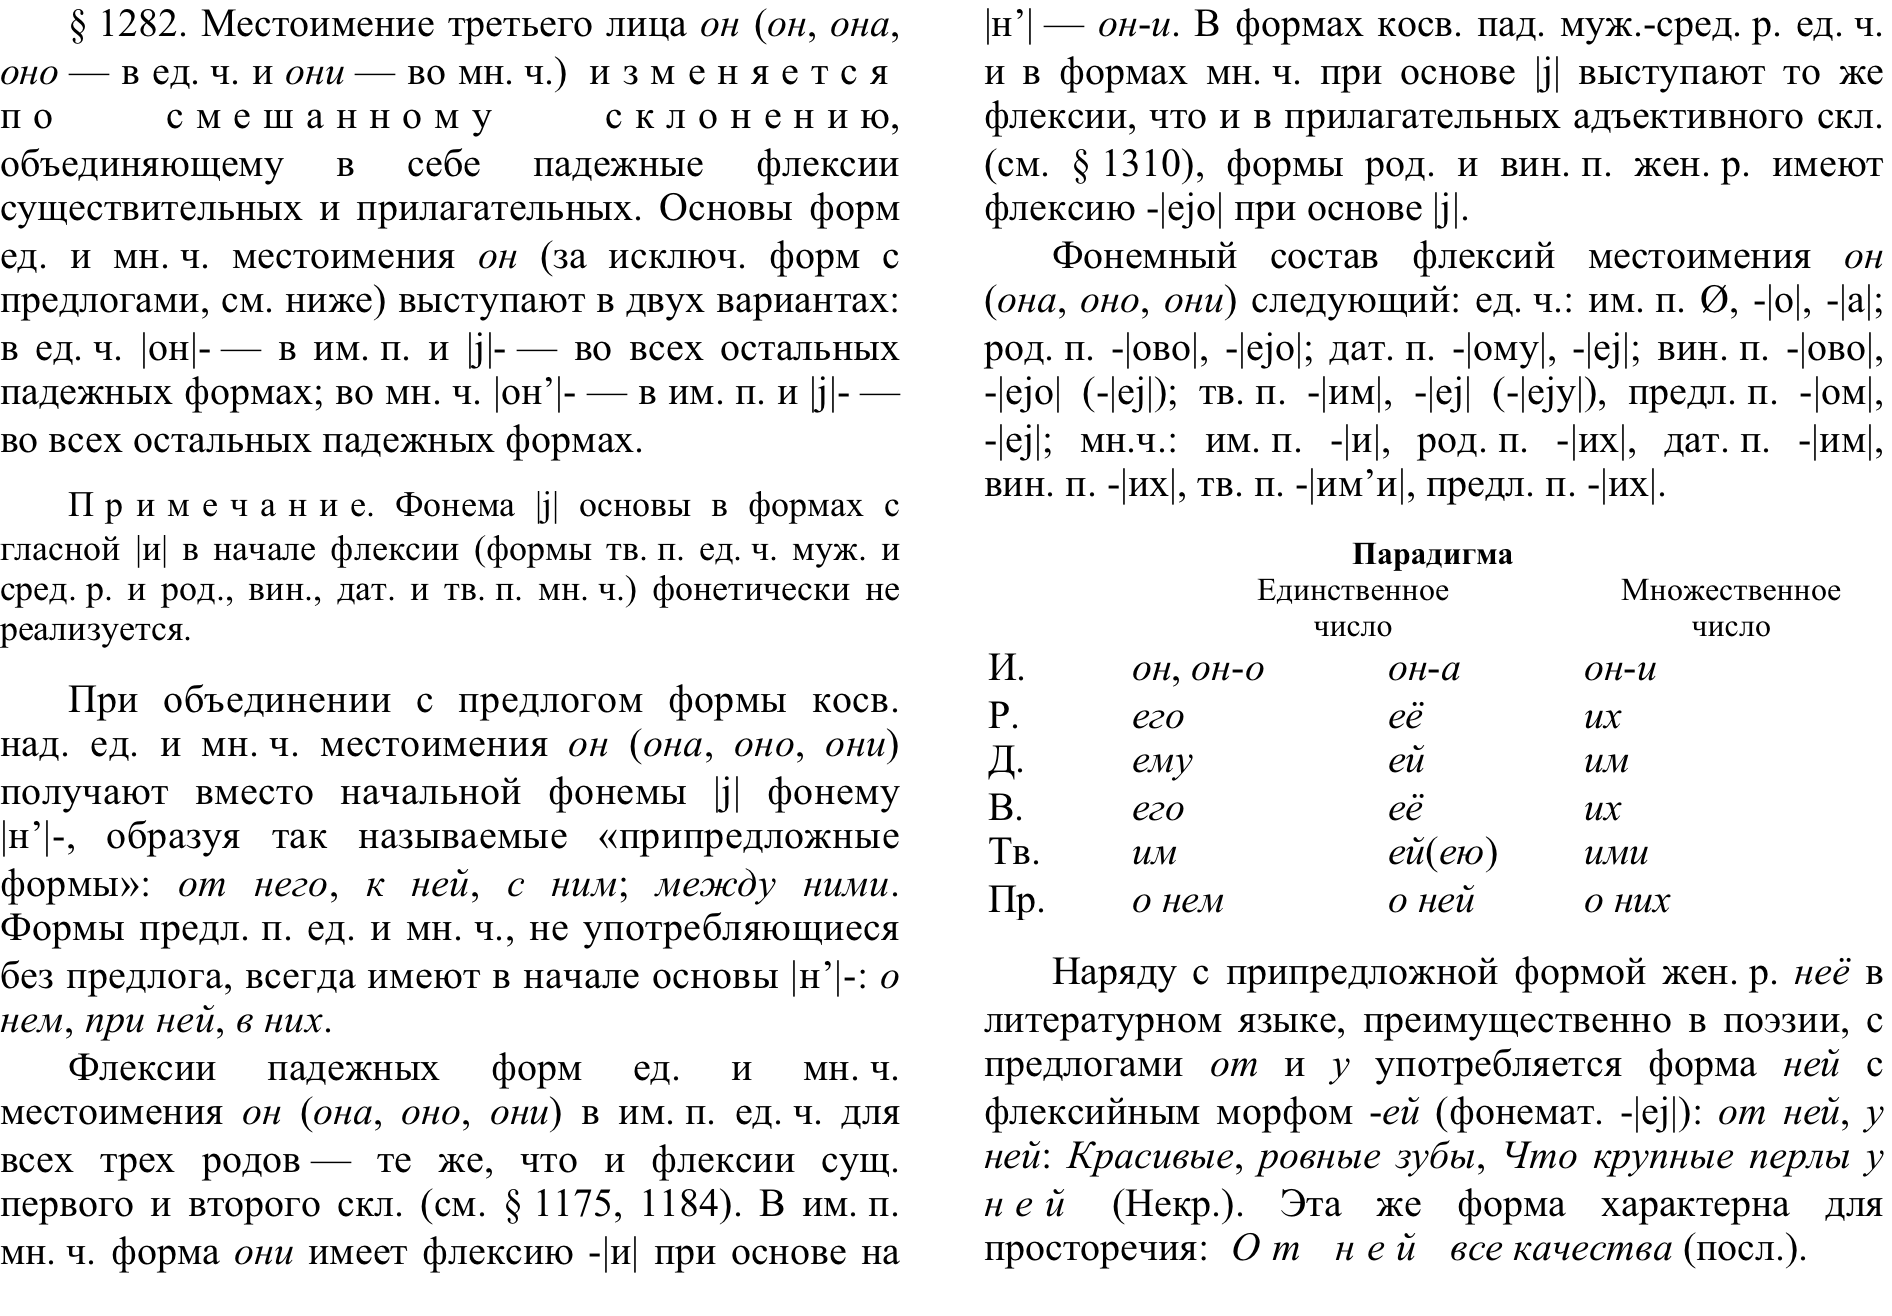 § 1282. Местоимение третьего лица он (он, она,
оно — в ед. ч. и они — во мн. ч.) изменяется
по смешанному склонению,
объединяющему в себе падежные флексии
существительных и прилагательных. Основы форм
ед. и мн. ч. местоимения он (за исключ. форм с
предлогами, см. ниже) выступают в двух вариантах:
в ед. ч. |он|- — в им. п. и |j|- — во всех остальных
падежных формах; во мн. ч. |он’|- — в им. п. и |j|- —
во всех остальных падежных формах.
Примечание. Фонема |j| основы в формах с
гласной |и| в начале флексии (формы тв. п. ед. ч. муж. и
сред. р. и род., вин., дат. и тв. п. мн. ч.) фонетически не
реализуется.
При объединении с предлогом формы косв.
над. ед. и мн. ч. местоимения он (она, оно, они)
получают вместо начальной фонемы |j| фонему
|н’|-, образуя так называемые «припредложные
формы»: от него, к ней, с ним; между ними.
Формы предл. п. ед. и мн. ч., не употребляющиеся
без предлога, всегда имеют в начале основы |н’|-: о
нем, при ней, в них.
Флексии падежных форм ед. и мн. ч.
местоимения он (она, оно, они) в им. п. ед. ч. для
всех трех родов — те же, что и флексии сущ.
первого и второго скл. (см. § 1175, 1184). В им. п.
мн. ч. форма они имеет флексию -|и| при основе на
|н’| — он-и. В формах косв. пад. муж.-сред. р. ед. ч.
и в формах мн. ч. при основе |j| выступают то же
флексии, что и в прилагательных адъективного скл.
(см. § 1310), формы род. и вин. п. жен. р. имеют
флексию -|ejo| при основе |j|.
Фонемный состав флексий местоимения он
(она, оно, они) следующий: ед. ч.: им. п. Ø, -|о|, -|а|;
род. п. -|ово|, -|ejo|; дат. п. -|ому|, -|ej|; вин. п. -|ово|,
-|ejo| (-|ej|); тв. п. -|им|, -|ej| (-|ejy|), предл. п. -|ом|,
-|ej|; мн.ч.: им. п. -|и|, род. п. -|их|, дат. п. -|им|,
вин. п. -|их|, тв. п. -|им’и|, предл. п. -|их|.
Парадигма
Единственное Множественное
число число
И. он, он-о он-а он-и
Р. его её их
Д. ему ей им
В. его её их
Тв. им ей(ею) ими
Пр. о нем о ней о них
Наряду с припредложной формой жен. р. неё в
литературном языке, преимущественно в поэзии, с
предлогами от и у употребляется форма ней с
флексийным морфом -ей (фонемат. -|ej|): от ней, у
ней: Красивые, ровные зубы, Что крупные перлы у
ней (Некр.). Эта же форма характерна для
просторечия: От ней все качества (посл.).